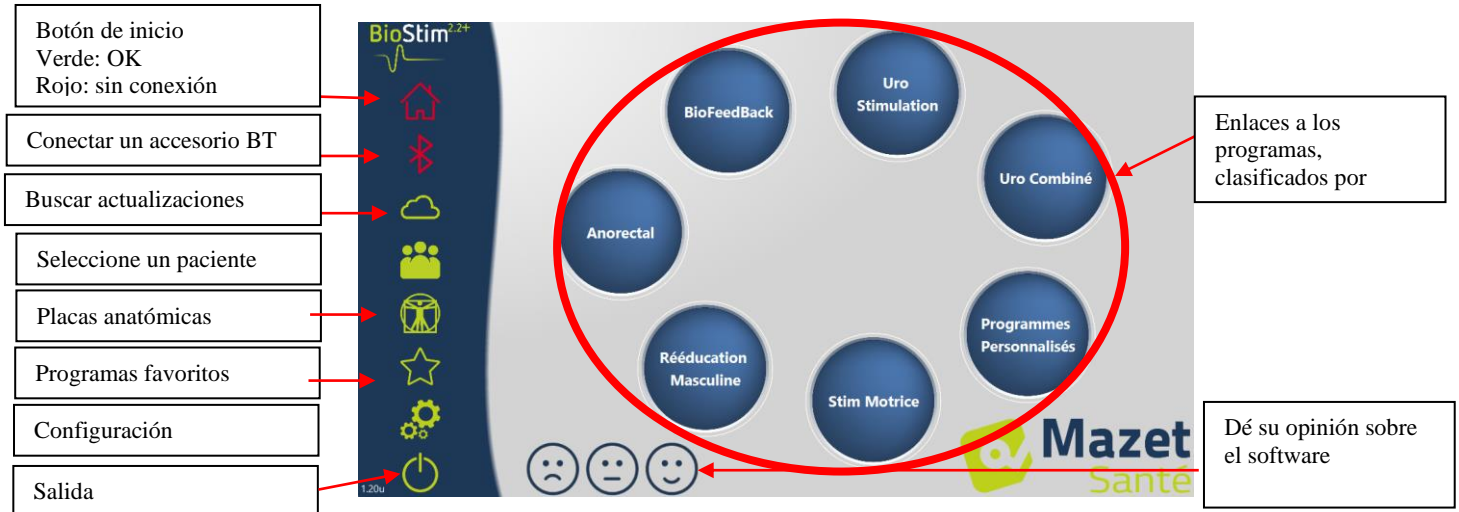 Botón de inicio
Verde: OK
Rojo: sin conexión
Conectar un accesorio BT
Buscar actualizaciones
Seleccione un paciente
Placas anatómicas
Programas favoritos
Configuración
Salida
BioStim2.2+
1.20u
BioFeedBack
Uro
Stimulation
Uro Combiné
Anorectal
Programmes
Personnalisés
Rééducation
Masculine
Stim Motrice
Mazet
Santé
Enlaces a los
programas,
clasificados por
Dé su opinión sobre
el software